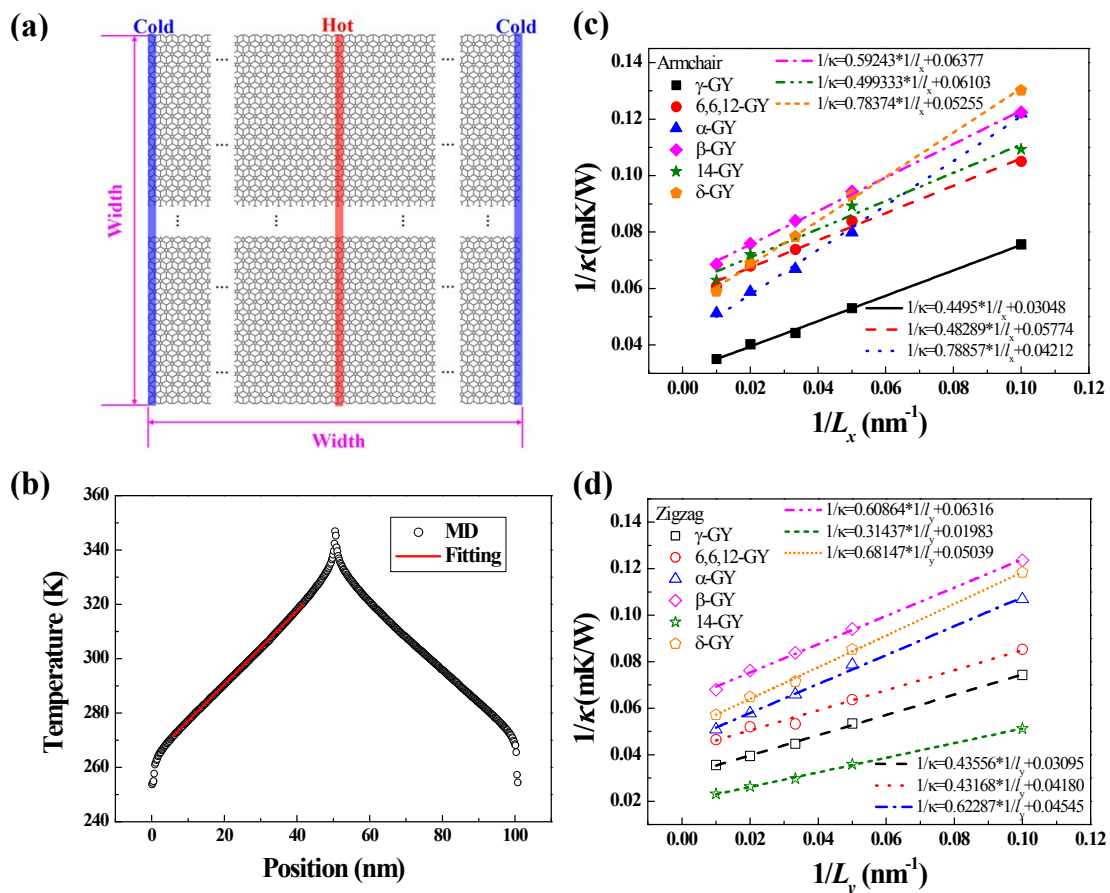 (a)
Cold
Hot
Cold
Width
...
...
...
...
...
...
Width
(b)
360
340
320
300
280
260
240
Temperature (K)
MD
Fitting
0
20
40
60
80
100
Position (nm)
(c)
0.14
0.12
0.10
0.08
0.06
0.04
1/κ(mK/W)
Armchair
γ-GY
6,6,12-GY
α-GY
β-GY
14-GY
δ-GY
1/κ=0.59243*1/lx+0.06377
1/κ=0.499333*1/lx+0.06103
1/κ=0.78374*1/lx+0.05255
1/κ=0.4495*1/lx+0.03048
1/κ=0.48289*1/lx+0.05774
1/κ=0.78857*1/lx+0.04212
0.00
0.02
0.04
0.06
0.08
0.10
0.12
1/Lx (nm-1)
(d)
0.14
0.12
0.10
0.08
0.06
0.04
0.02
1/κ(mK/W)
Zigzag
γ-GY
6,6,12-GY
α-GY
β-GY
14-GY
δ-GY
1/κ=0.60864*1/ly+0.06316
1/κ=0.31437*1/ly+0.01983
1/κ=0.68147*1/ly+0.05039
1/κ=0.43556*1/ly+0.03095
1/κ=0.43168*1/ly+0.04180
1/κ=0.62287*1/ly+0.04545
0.00
0.02
0.04
0.06
0.08
0.10
0.12
1/Ly (nm-1)